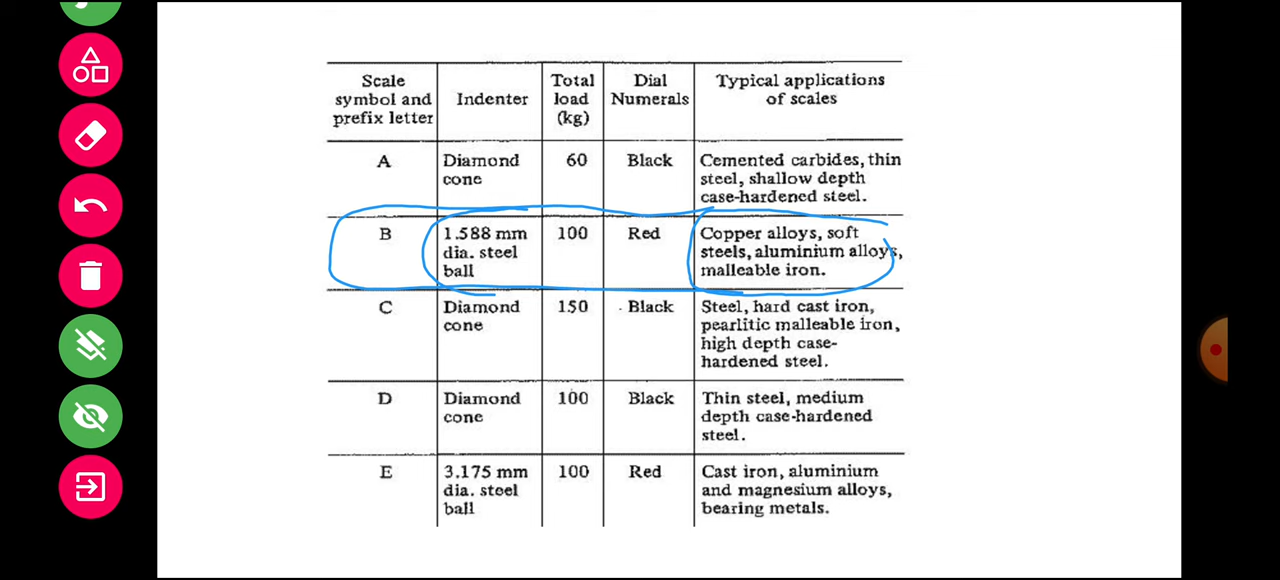 Scale symbol and prefix letter | Indenter | Total load (kg) | Dial Numerals | Typical applications of scales
A | Diamond cone | 60 | Black | Cemented carbides, thin steel, shallow depth case-hardened steel.
B | 1.588 mm dia. steel ball | 100 | Red | Copper alloys, soft steels, aluminium alloys, malleable iron.
C | Diamond cone | 150 | Black | Steel, hard cast iron, pearlitic malleable iron, high depth case-hardened steel.
D | Diamond cone | 100 | Black | Thin steel, medium depth case-hardened steel.
E | 3.175 mm dia. steel ball | 100 | Red | Cast iron, aluminium and magnesium alloys, bearing metals.